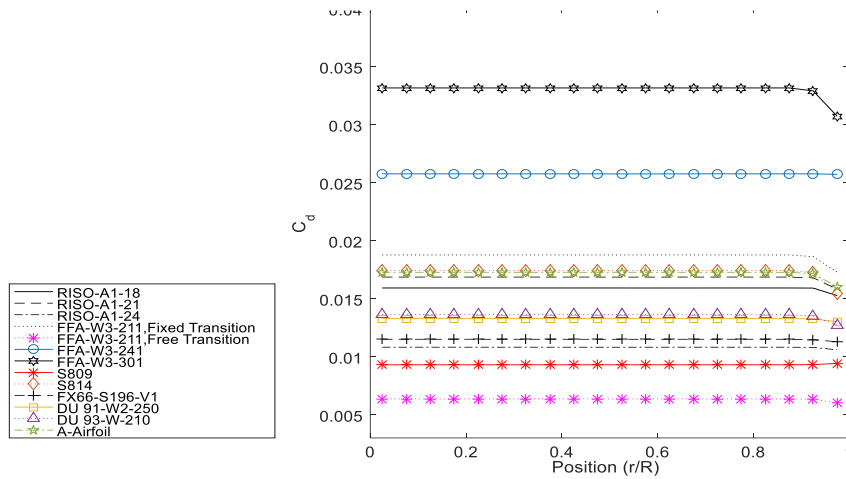 0.04
0.035
0.03
0.025
0.02
0.015
0.01
0.005
C_d
0
0.2
0.4
0.6
0.8
Position (r/R)
RISO-A1-18
RISO-A1-21
RISO-A1-24
FFA-W3-211,Fixed Transition
FFA-W3-211,Free Transition
FFA-W3-241
FFA-W3-301
S809
S814
FX66-S196-V1
DU 91-W2-250
DU 93-W-210
A-Airfoil